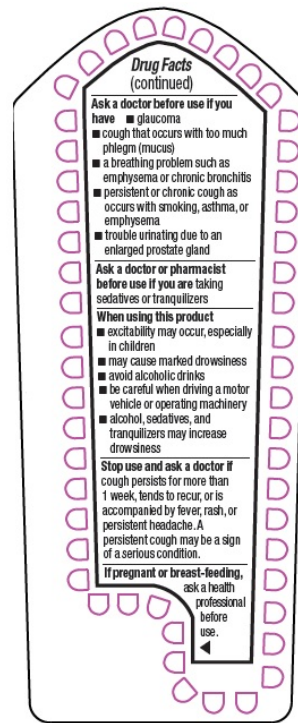 Drug Facts
(continued)
Ask a doctor before use if you
have ■ glaucoma
■ cough that occurs with too much
phlegm (mucus)
■ a breathing problem such as
emphysema or chronic bronchitis
■ persistent or chronic cough as
occurs with smoking, asthma, or
emphysema
■ trouble urinating due to an
enlarged prostate gland
Ask a doctor or pharmacist
before use if you are taking
sedatives or tranquilizers
When using this product
■ excitability may occur, especially
in children
■ may cause marked drowsiness
■ avoid alcoholic drinks
■ be careful when driving a motor
vehicle or operating machinery
■ alcohol, sedatives, and
tranquilizers may increase
drowsiness
Stop use and ask a doctor if
cough persists for more than
1 week, tends to recur, or is
accompanied by fever, rash, or
persistent headache. A
persistent cough may be a sign
of a serious condition.
If pregnant or breast-feeding,
ask a health
professional
before
use.